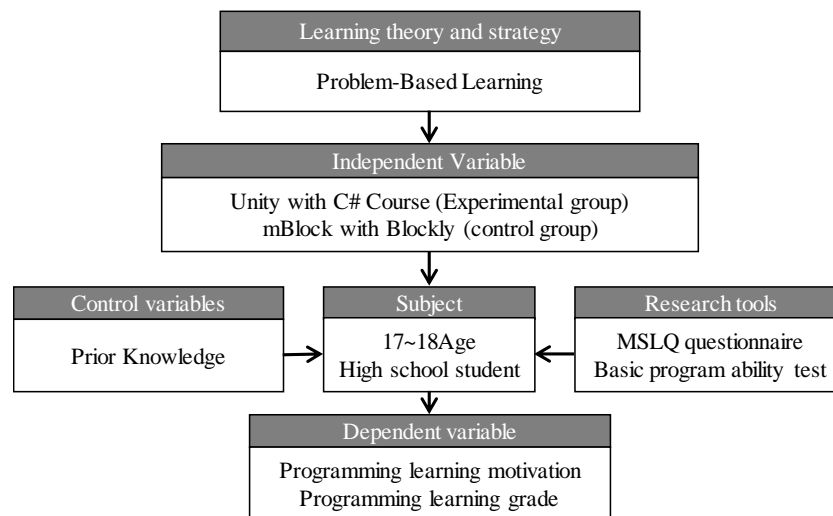 Learning theory and strategy
Problem-Based Learning
Independent Variable
Unity with C# Course (Experimental group)
mBlock with Blockly (control group)
Control variables
Prior Knowledge
Subject
17~18Age
High school student
Research tools
MSLQ questionnaire
Basic program ability test
Dependent variable
Programming learning motivation
Programming learning grade